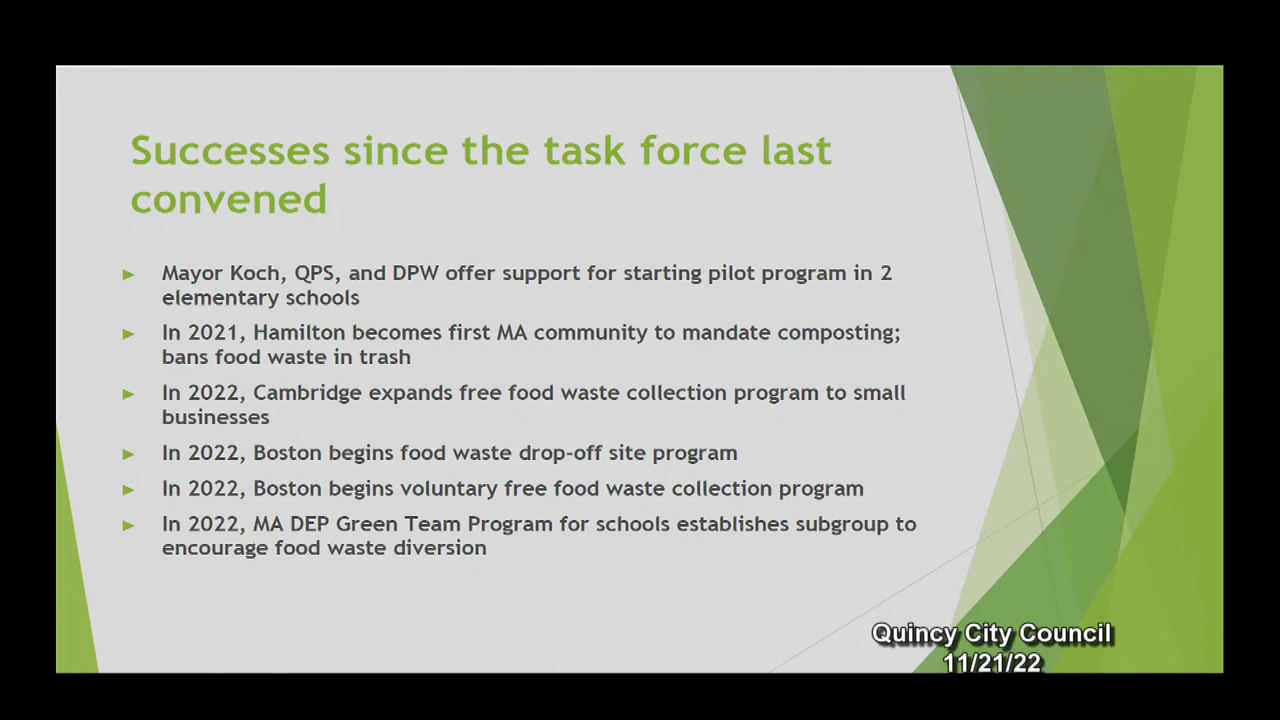 Successes since the task force last
convened
Mayor Koch, QPS, and DPW offer support for starting pilot program in 2
elementary schools
In 2021, Hamilton becomes first MA community to mandate composting;
bans food waste in trash
In 2022, Cambridge expands free food waste collection program to small
businesses
In 2022, Boston begins food waste drop-off site program
In 2022, Boston begins voluntary free food waste collection program
In 2022, MA DEP Green Team Program for schools establishes subgroup to
encourage food waste diversion
Quincy City Council
11/21/22